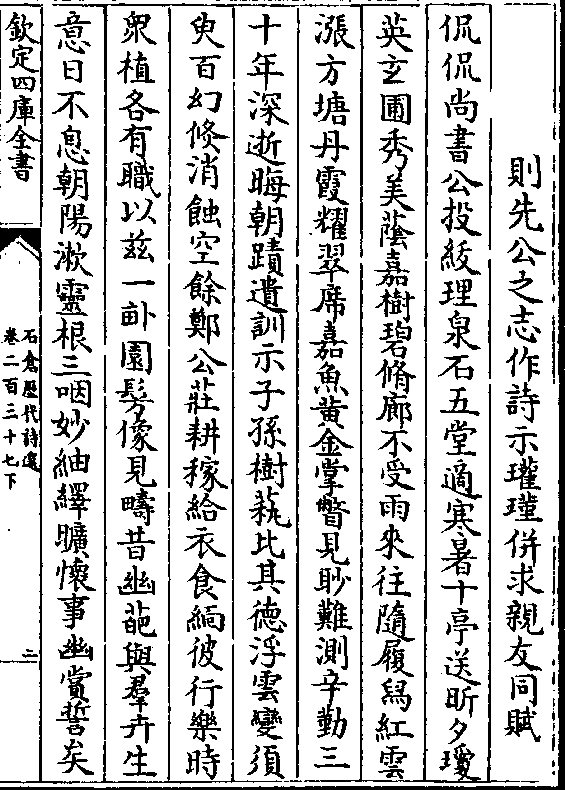 則先公之志作詩示瓘瑾併求親友同賦
侃侃尚書公投紱理泉石五堂適寒暑十亭送昕夕瓊
英玄圃秀美蔭嘉樹碧脩廊不受雨來往隨履舄紅雲
漲方塘丹霞耀翠席嘉魚黄金掌瞥見眇難測辛勤三
十年深逝晦朝蹟遺訓示子孫樹蓺比其德浮雲變須
臾百幻倏消蝕空餘鄭公莊耕稼給衣食緬彼行樂時
衆植各有職以兹一畝園髣像見疇昔幽葩與羣卉生
意日不息朝陽漱靈根三咽妙紬繹曠懷事幽賞誓矣
欽定四庫全書
石倉歷代詩選
卷二百三十七下
二